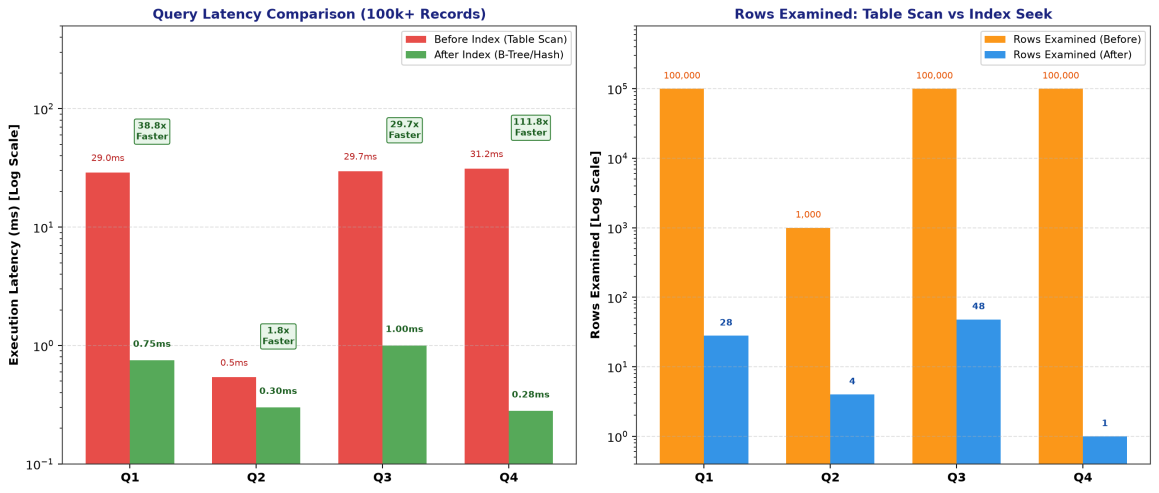 Query Latency Comparison (100k+ Records)
Execution Latency (ms) [Log Scale]
Before Index (Table Scan)
After Index (B-Tree/Hash)
10²
10¹
10⁰
10⁻¹
38.8x
Faster
29.0ms
0.75ms
1.8x
Faster
0.5ms
0.30ms
29.7x
Faster
29.7ms
1.00ms
111.8x
Faster
31.2ms
0.28ms
Q1
Q2
Q3
Q4
Rows Examined: Table Scan vs Index Seek
Rows Examined [Log Scale]
Rows Examined (Before)
Rows Examined (After)
10⁵
10⁴
10³
10²
10¹
10⁰
100,000
28
1,000
4
100,000
48
100,000
1
Q1
Q2
Q3
Q4